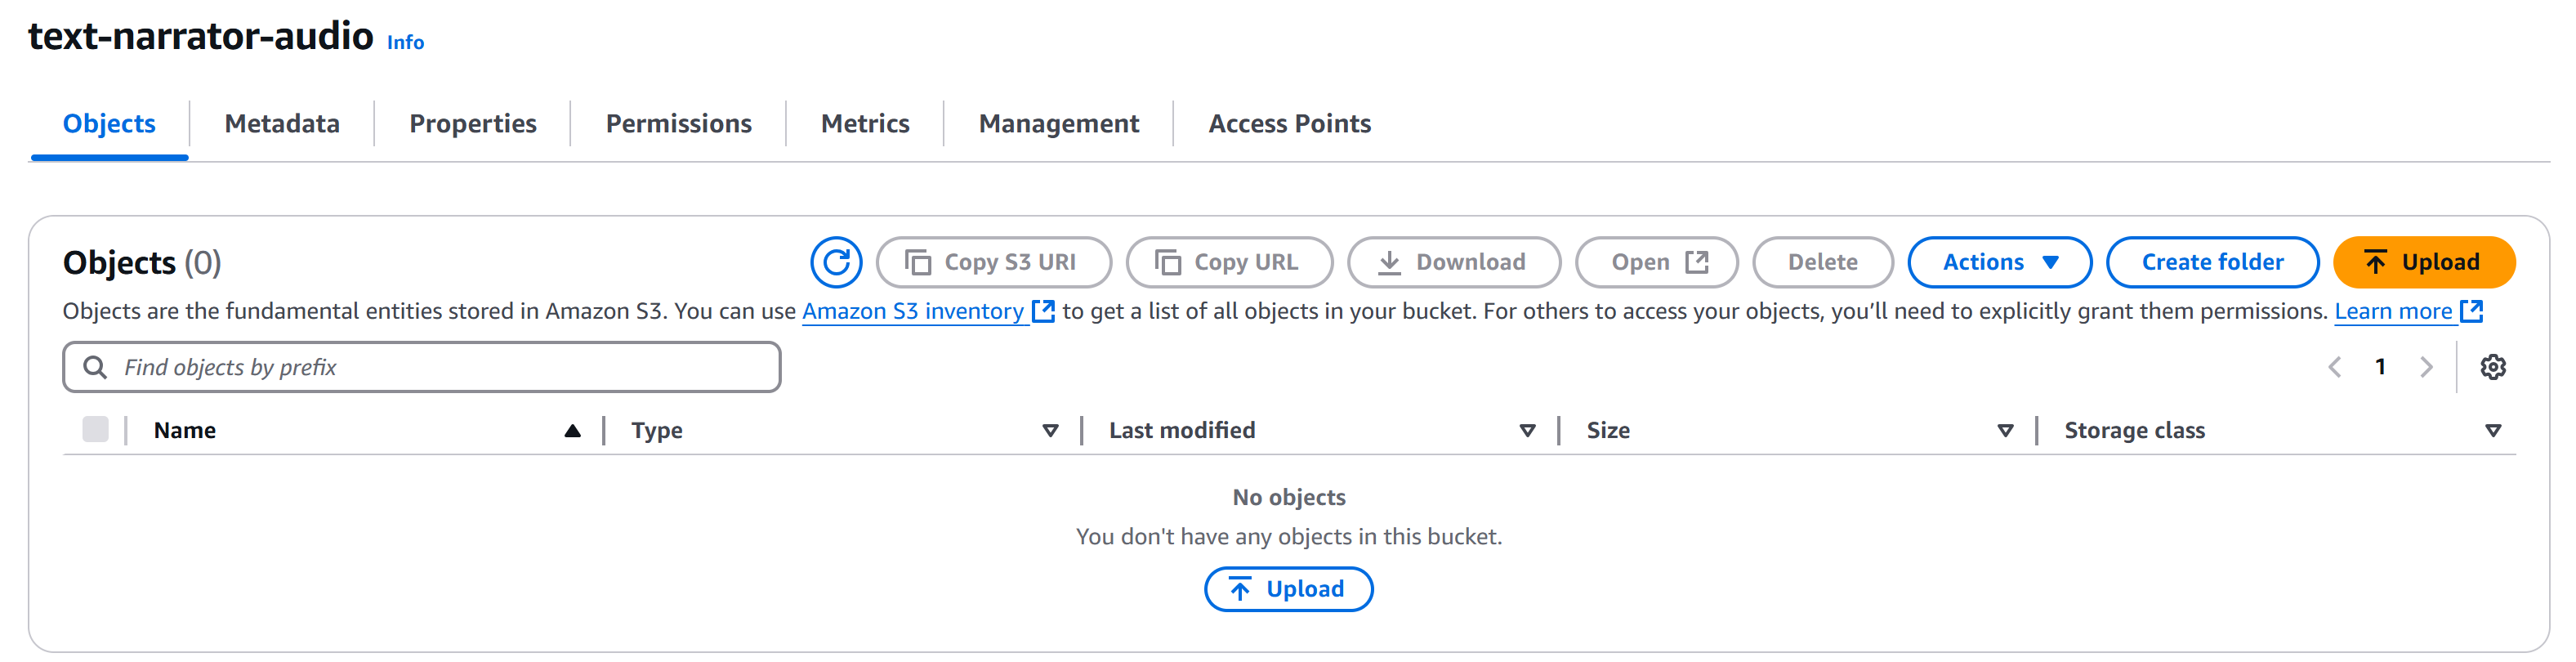 text-narrator-audio Info
Objects Metadata Properties Permissions Metrics Management Access Points
Objects (0) Copy S3 URI Copy URL Download Open Delete Actions Create folder Upload
Objects are the fundamental entities stored in Amazon S3. You can use Amazon S3 inventory to get a list of all objects in your bucket. For others to access your objects, you’ll need to explicitly grant them permissions. Learn more
Find objects by prefix 1
Name Type Last modified Size Storage class
No objects
You don't have any objects in this bucket.
Upload